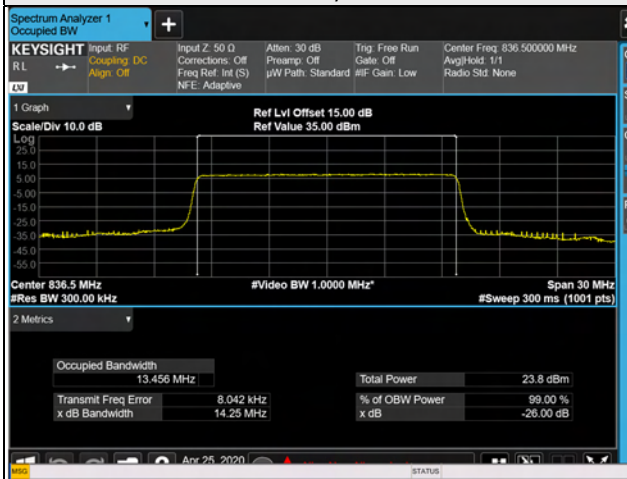 Spectrum Analyzer 1
Occupied BW
KEYSIGHT Input: RF Input Z: 50 Ω Atten: 30 dB Trig: Free Run Center Freq: 836.500000 MHz
RL Coupling: DC Corrections: Off Preamp: Off Gate: Off Avg|Hold: 1/1
Align: Off Freq Ref: Int (S) µW Path: Standard #IF Gain: Low Radio Std: None
LXI NFE: Adaptive
1 Graph
Ref Lvl Offset 15.00 dB
Scale/Div 10.0 dB Ref Value 35.00 dBm
Log
25.0
15.0
5.00
-5.00
-15.0
-25.0
-35.0
-45.0
-55.0
Center 836.5 MHz #Video BW 1.0000 MHz* Span 30 MHz
#Res BW 300.00 kHz #Sweep 300 ms (1001 pts)
2 Metrics
Occupied Bandwidth
13.456 MHz Total Power 23.8 dBm
Transmit Freq Error 8.042 kHz % of OBW Power 99.00 %
x dB Bandwidth 14.25 MHz x dB -26.00 dB
Apr 25, 2020
MSG STATUS